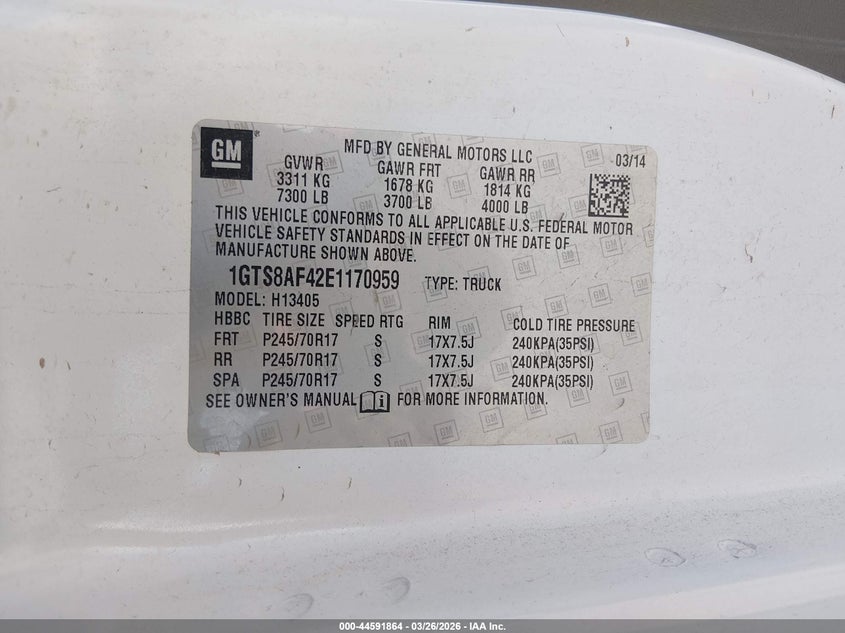 GM ®
MFD BY GENERAL MOTORS LLC
03/14
GVWR GAWR FRT GAWR RR
3311 KG 1678 KG 1814 KG
7300 LB 3700 LB 4000 LB
THIS VEHICLE CONFORMS TO ALL APPLICABLE U.S. FEDERAL MOTOR
VEHICLE SAFETY STANDARDS IN EFFECT ON THE DATE OF
MANUFACTURE SHOWN ABOVE.
1GTS8AF42E1170959 TYPE: TRUCK
MODEL: H13405
HBBC TIRE SIZE SPEED RTG RIM COLD TIRE PRESSURE
FRT P245/70R17 S 17X7.5J 240KPA(35PSI)
RR P245/70R17 S 17X7.5J 240KPA(35PSI)
SPA P245/70R17 S 17X7.5J 240KPA(35PSI)
SEE OWNER'S MANUAL i FOR MORE INFORMATION.
000-44591864 — 03/26/2026 — IAA Inc.